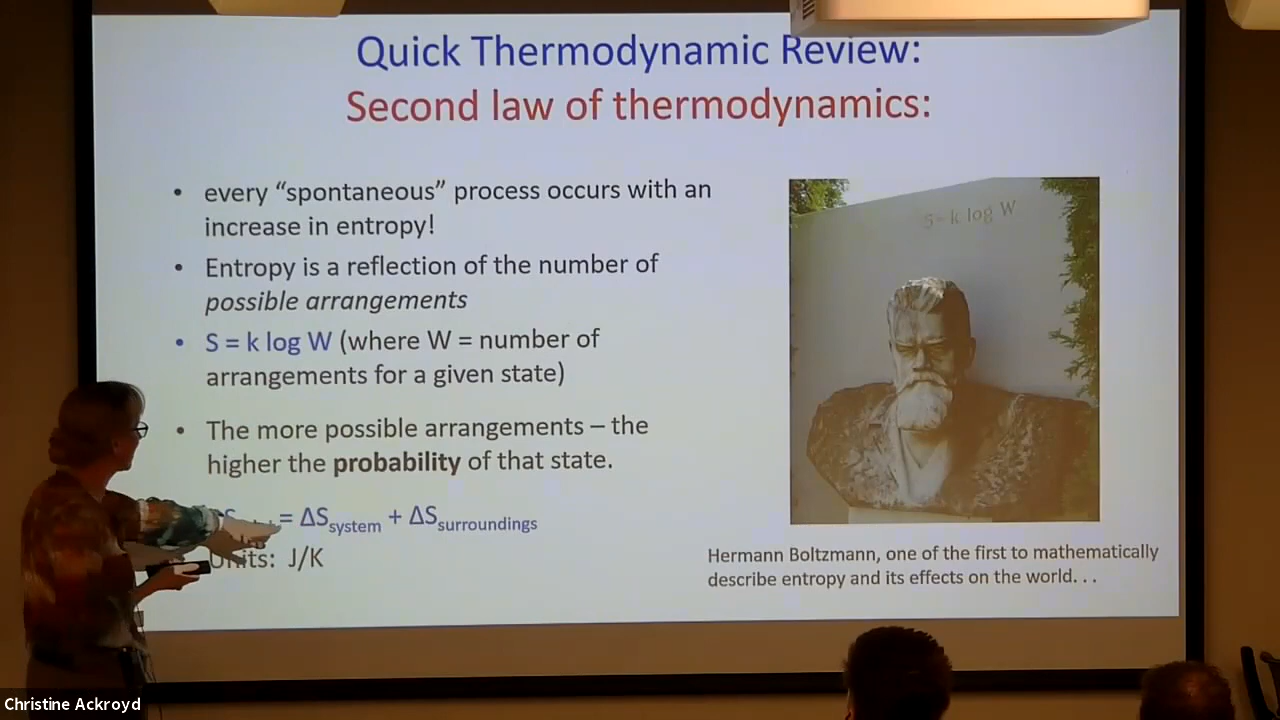 Quick Thermodynamic Review:
Second law of thermodynamics:
• every “spontaneous” process occurs with an
increase in entropy!
• Entropy is a reflection of the number of
possible arrangements
• S = k log W (where W = number of
arrangements for a given state)
• The more possible arrangements – the
higher the probability of that state.
= ΔSsystem + ΔSsurroundings
Units: J/K
S= k log W
Hermann Boltzmann, one of the first to mathematically
describe entropy and its effects on the world. . .
Christine Ackroyd